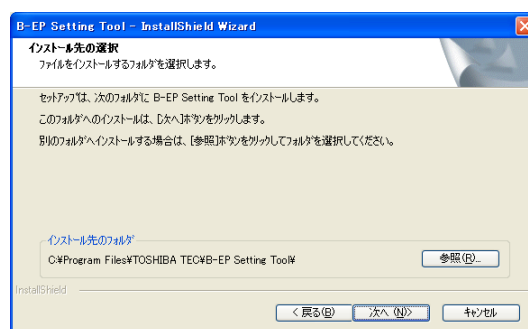 B-EP Setting Tool - InstallShield Wizard
インストール先の選択
ファイルをインストールするフォルダを選択します。
セットアップは、次のフォルダに B-EP Setting Tool をインストールします。
このフォルダへのインストールは、[次へ]ボタンをクリックします。
別のフォルダへインストールする場合は、[参照]ボタンをクリックしてフォルダを選択してください。
インストール先のフォルダ
C:¥Program Files¥TOSHIBA TEC¥B-EP Setting Tool¥
参照(R)...
InstallShield
< 戻る(B)
次へ (N)>
キャンセル